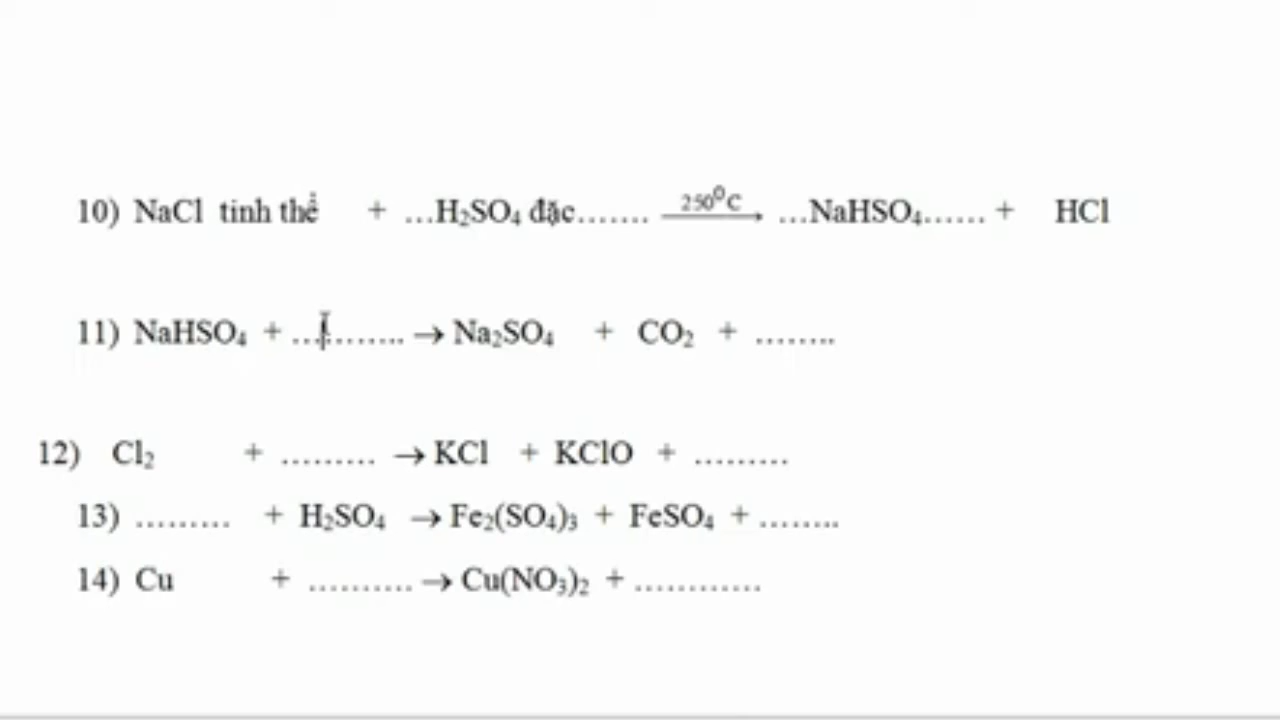 10) NaCl tinh thể + ...H₂SO₄ đặc....... 250⁰C → ...NaHSO₄...... + HCl
11) NaHSO₄ + ........... → Na₂SO₄ + CO₂ + ........
12) Cl₂ + ......... → KCl + KClO + .........
13) ......... + H₂SO₄ → Fe₂(SO₄)₃ + FeSO₄ + ........
14) Cu + .......... → Cu(NO₃)₂ + ............